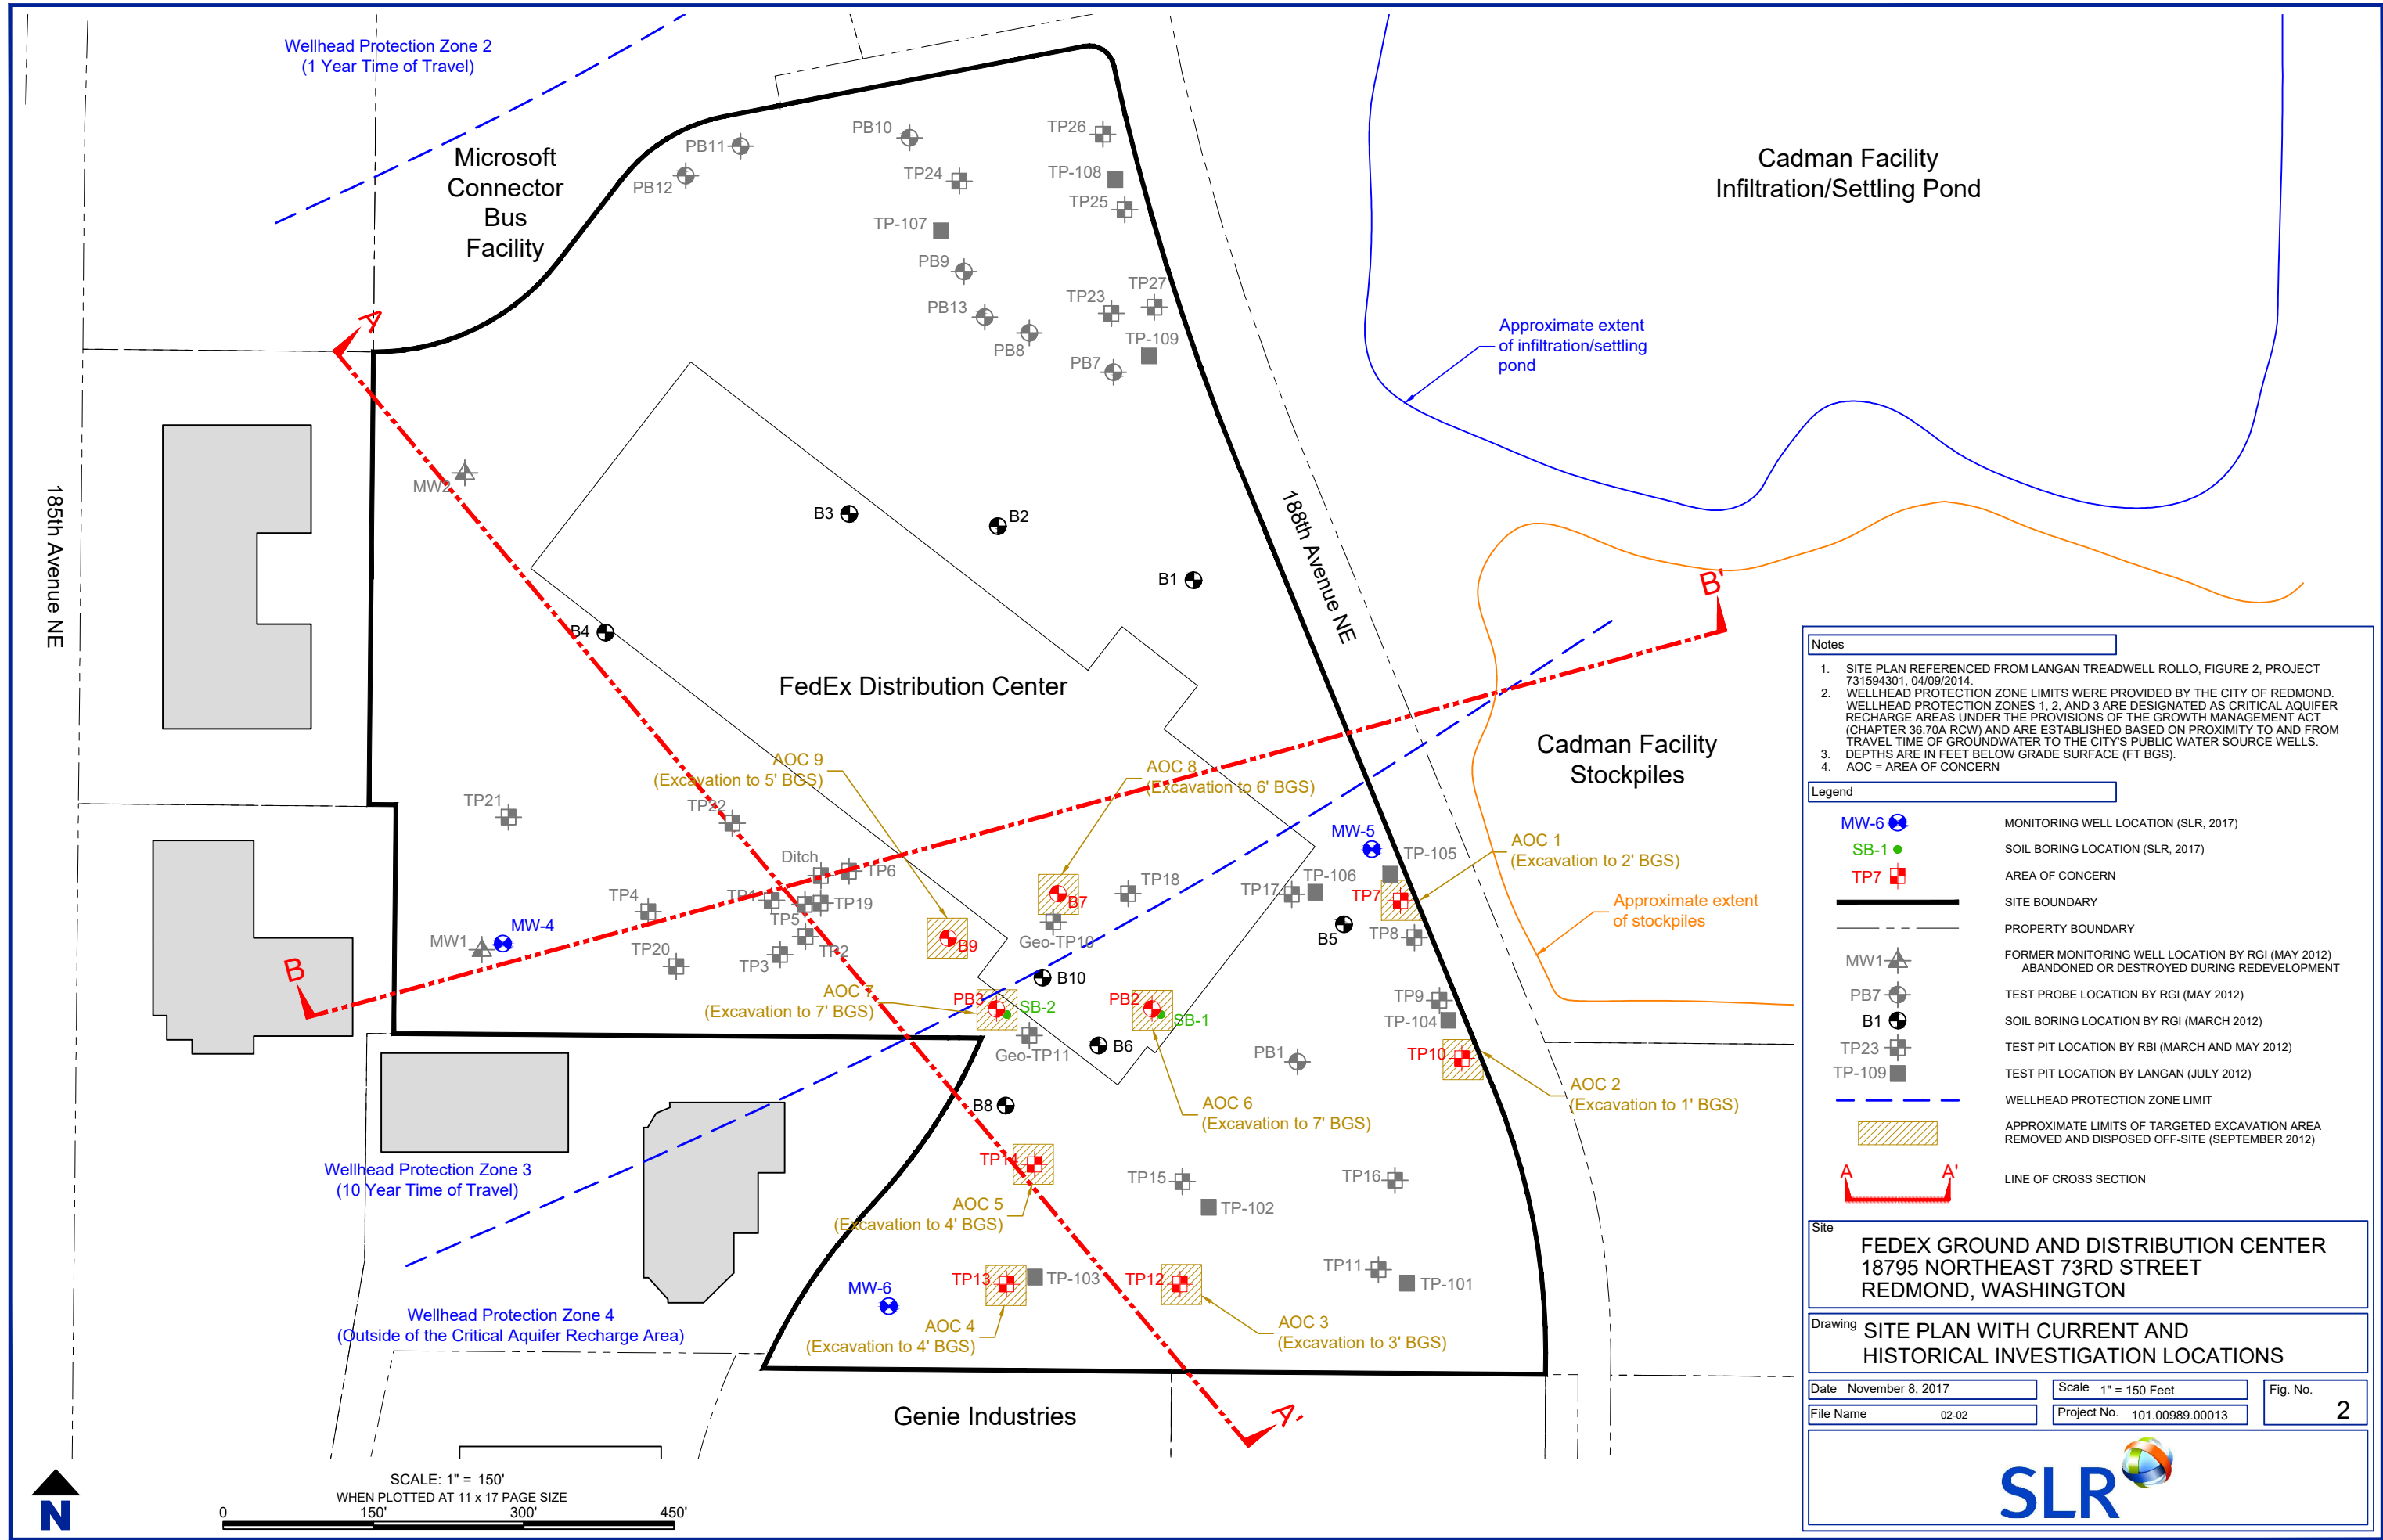 Wellhead Protection Zone 2
(1 Year Time of Travel)
Microsoft
Connector
Bus
Facility
PB11
PB12
PB10
TP26
TP24
TP-108
TP25
TP-107
PB9
PB13
PB8
TP23
TP27
TP-109
PB7
Cadman Facility
Infiltration/Settling Pond
Approximate extent
of infiltration/settling
pond
A
MW2
185th Avenue NE
188th Avenue NE
B3
B2
B1
B4
B'
FedEx Distribution Center
Cadman Facility
Stockpiles
AOC 9
(Excavation to 5' BGS)
AOC 8
(Excavation to 6' BGS)
TP21
TP22
MW-5
TP-105
AOC 1
(Excavation to 2' BGS)
Ditch
TP6
TP4
TP1
TP5
TP19
TP18
TP17
TP-106
TP7
B7
Approximate extent
of stockpiles
MW-4
MW1
TP20
TP3
TP2
B9
Geo-TP10
B5
TP8
B
B10
AOC 7
(Excavation to 7' BGS)
PB3
SB-2
PB2
SB-1
TP9
TP-104
Geo-TP11
B6
PB1
TP10
B8
AOC 6
(Excavation to 7' BGS)
AOC 2
(Excavation to 1' BGS)
Wellhead Protection Zone 3
(10 Year Time of Travel)
TP14
TP15
TP16
TP-102
AOC 5
(Excavation to 4' BGS)
TP13
TP-103
TP12
TP11
TP-101
MW-6
Wellhead Protection Zone 4
(Outside of the Critical Aquifer Recharge Area)
AOC 4
(Excavation to 4' BGS)
AOC 3
(Excavation to 3' BGS)
Genie Industries
A'
N
SCALE: 1" = 150'
WHEN PLOTTED AT 11 x 17 PAGE SIZE
0 150' 300' 450'
Notes
1. SITE PLAN REFERENCED FROM LANGAN TREADWELL ROLLO, FIGURE 2, PROJECT
731594301, 04/09/2014.
2. WELLHEAD PROTECTION ZONE LIMITS WERE PROVIDED BY THE CITY OF REDMOND.
WELLHEAD PROTECTION ZONES 1, 2, AND 3 ARE DESIGNATED AS CRITICAL AQUIFER
RECHARGE AREAS UNDER THE PROVISIONS OF THE GROWTH MANAGEMENT ACT
(CHAPTER 36.70A RCW) AND ARE ESTABLISHED BASED ON PROXIMITY TO AND FROM
TRAVEL TIME OF GROUNDWATER TO THE CITY'S PUBLIC WATER SOURCE WELLS.
3. DEPTHS ARE IN FEET BELOW GRADE SURFACE (FT BGS).
4. AOC = AREA OF CONCERN
Legend
MW-6 MONITORING WELL LOCATION (SLR, 2017)
SB-1 SOIL BORING LOCATION (SLR, 2017)
TP7 AREA OF CONCERN
SITE BOUNDARY
PROPERTY BOUNDARY
MW1 FORMER MONITORING WELL LOCATION BY RGI (MAY 2012)
ABANDONED OR DESTROYED DURING REDEVELOPMENT
PB7 TEST PROBE LOCATION BY RGI (MAY 2012)
B1 SOIL BORING LOCATION BY RGI (MARCH 2012)
TP23 TEST PIT LOCATION BY RBI (MARCH AND MAY 2012)
TP-109 TEST PIT LOCATION BY LANGAN (JULY 2012)
WELLHEAD PROTECTION ZONE LIMIT
APPROXIMATE LIMITS OF TARGETED EXCAVATION AREA
REMOVED AND DISPOSED OFF-SITE (SEPTEMBER 2012)
A A' LINE OF CROSS SECTION
Site
FEDEX GROUND AND DISTRIBUTION CENTER
18795 NORTHEAST 73RD STREET
REDMOND, WASHINGTON
Drawing
SITE PLAN WITH CURRENT AND
HISTORICAL INVESTIGATION LOCATIONS
Date November 8, 2017
Scale 1" = 150 Feet
Fig. No.
2
File Name 02-02
Project No. 101.00989.00013
SLR